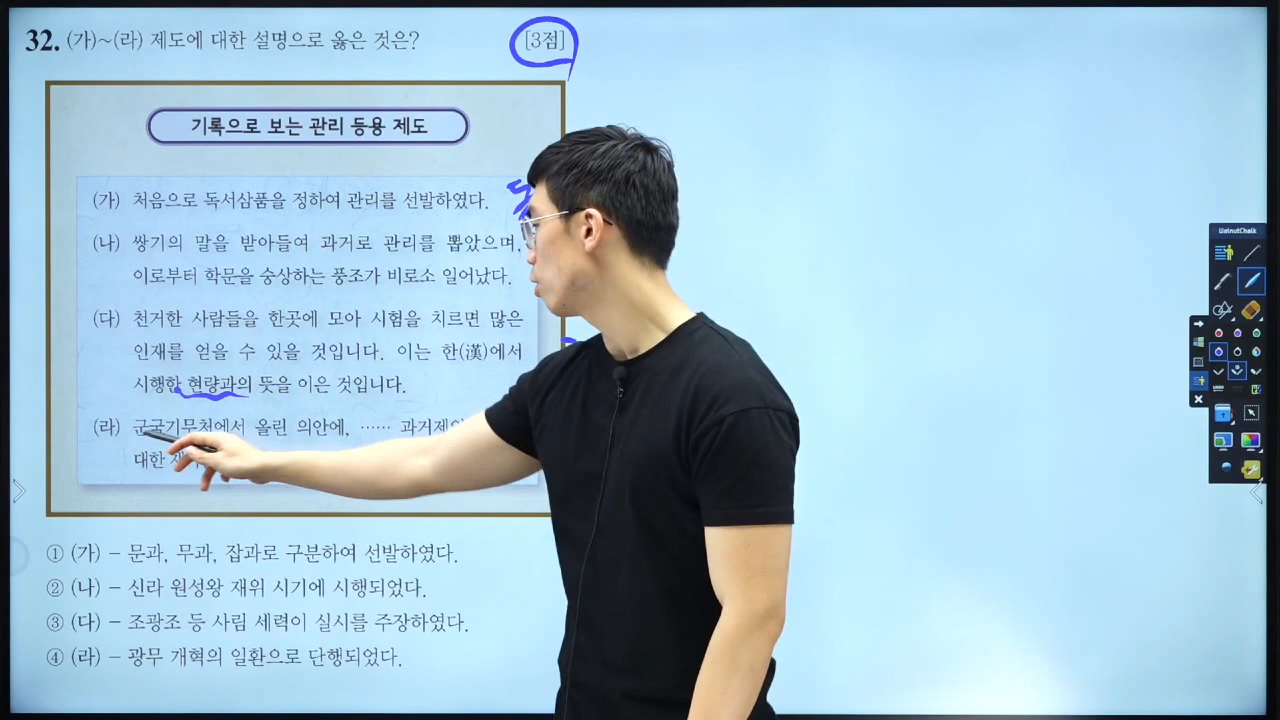 32. (가)~(라) 제도에 대한 설명으로 옳은 것은? [3점]
기록으로 보는 관리 등용 제도
(가) 처음으로 독서삼품을 정하여 관리를 선발하였다.
(나) 쌍기의 말을 받아들여 과거로 관리를 뽑았으며,
이로부터 학문을 숭상하는 풍조가 비로소 일어났다.
(다) 천거한 사람들을 한곳에 모아 시험을 치르면 많은
인재를 얻을 수 있을 것입니다. 이는 한(漢)에서
시행한 현량과의 뜻을 이은 것입니다.
(라) 군국기무처에서 올린 의안에, …… 과거제
대한
① (가) - 문과, 무과, 잡과로 구분하여 선발하였다.
② (나) - 신라 원성왕 재위 시기에 시행되었다.
③ (다) - 조광조 등 사림 세력이 실시를 주장하였다.
④ (라) - 광무 개혁의 일환으로 단행되었다.
WalnutChalk